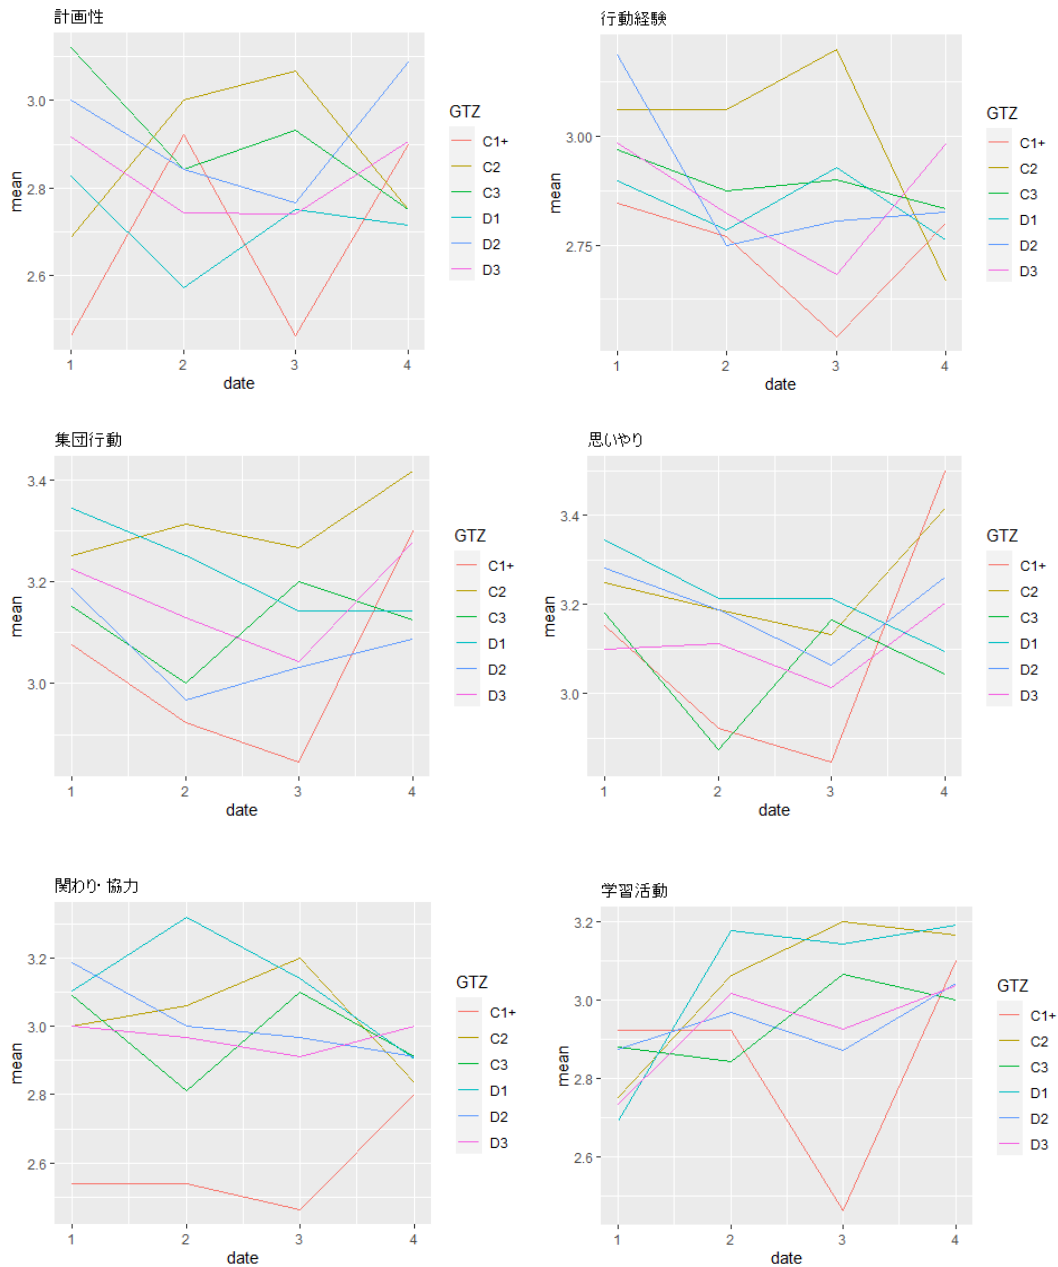 計画性
3.0
2.8
2.6
mean
1 2 3 4
date
GTZ
C1+
C2
C3
D1
D2
D3
行動経験
3.00
2.75
mean
1 2 3 4
date
GTZ
C1+
C2
C3
D1
D2
D3
集団行動
3.4
3.2
3.0
mean
1 2 3 4
date
GTZ
C1+
C2
C3
D1
D2
D3
思いやり
3.4
3.2
3.0
mean
1 2 3 4
date
GTZ
C1+
C2
C3
D1
D2
D3
関わり・協力
3.2
3.0
2.8
2.6
mean
1 2 3 4
date
GTZ
C1+
C2
C3
D1
D2
D3
学習活動
3.2
3.0
2.8
2.6
mean
1 2 3 4
date
GTZ
C1+
C2
C3
D1
D2
D3